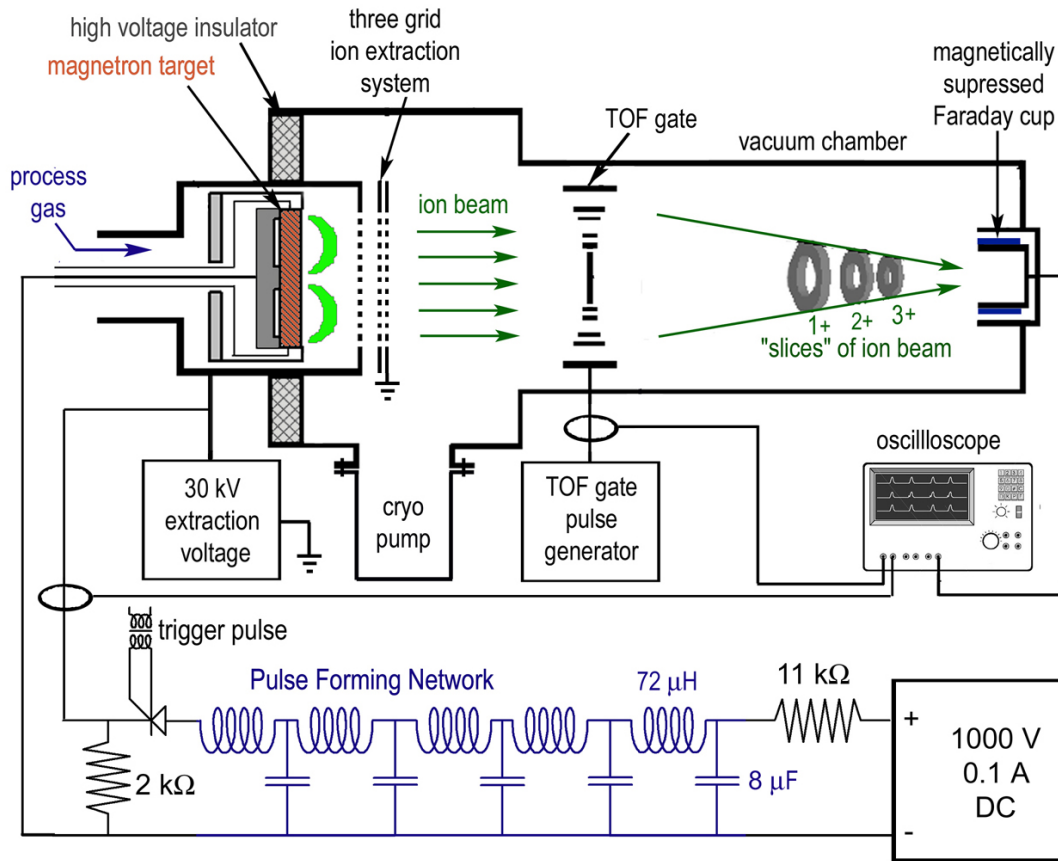 high voltage insulator
magnetron target
three grid
ion extraction
system
TOF gate
vacuum chamber
magnetically
supressed
Faraday cup
process
gas
ion beam
1+
2+
3+
"slices" of ion beam
30 kV
extraction
voltage
cryo
pump
TOF gate
pulse
generator
oscillloscope
trigger pulse
Pulse Forming Network
72 μH
11 kΩ
2 kΩ
8 μF
+
1000 V
0.1 A
DC
-